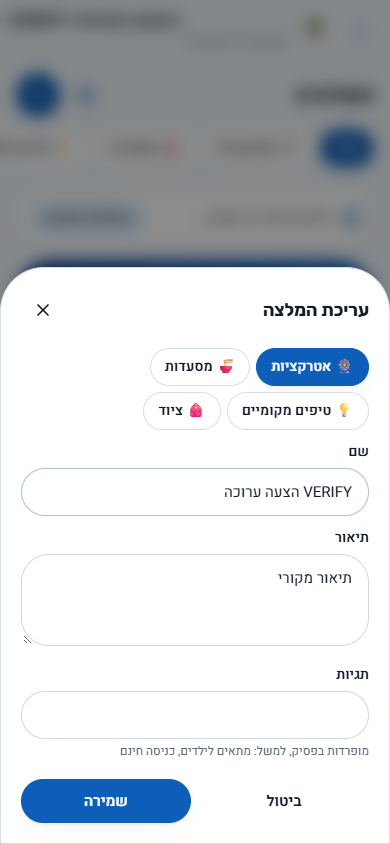 עריכת המלצה
אטרקציות
מסעדות
טיפים מקומיים
ציוד
שם
VERIFY הצעה ערוכה
תיאור
תיאור מקורי
תגיות
מופרדות בפסיק, למשל: מתאים לילדים, כניסה חינם
ביטול
שמירה